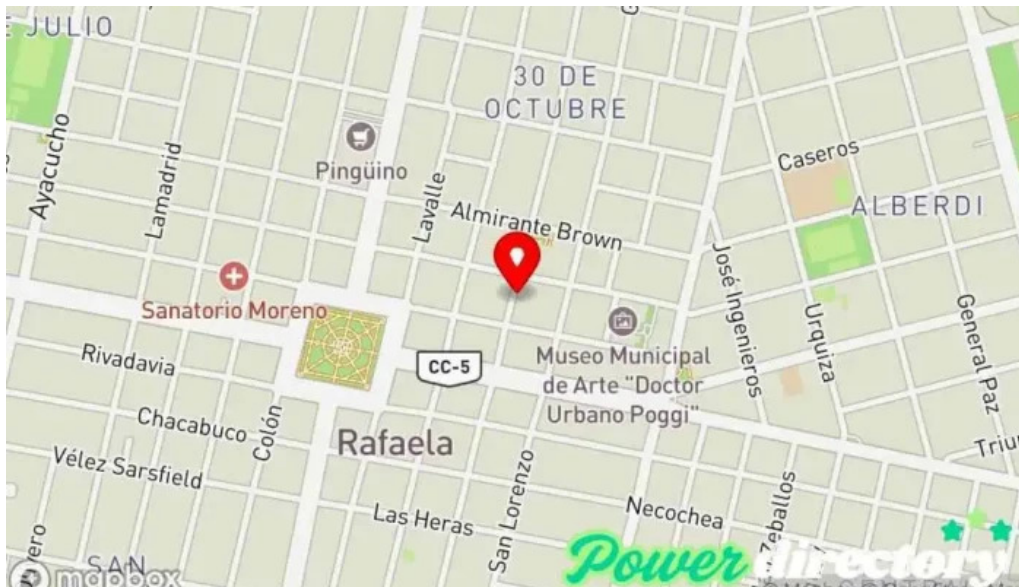 E JULIO
30 DE
OCTUBRE
Caseros
Pingüino
Ayacucho
Lamadrid
Lavalle
Almirante Brown
ALBERDI
José Ingenieros
Sanatorio Moreno
Urquiza
General Paz
Rivadavia
CC-5
Museo Municipal
de Arte "Doctor
Urbano Poggi"
Chacabuco
Colón
Rafaela
Vélez Sarsfield
San Lorenzo
Las Heras
Necochea
Zeballos
SAN
mapbox
Power directory